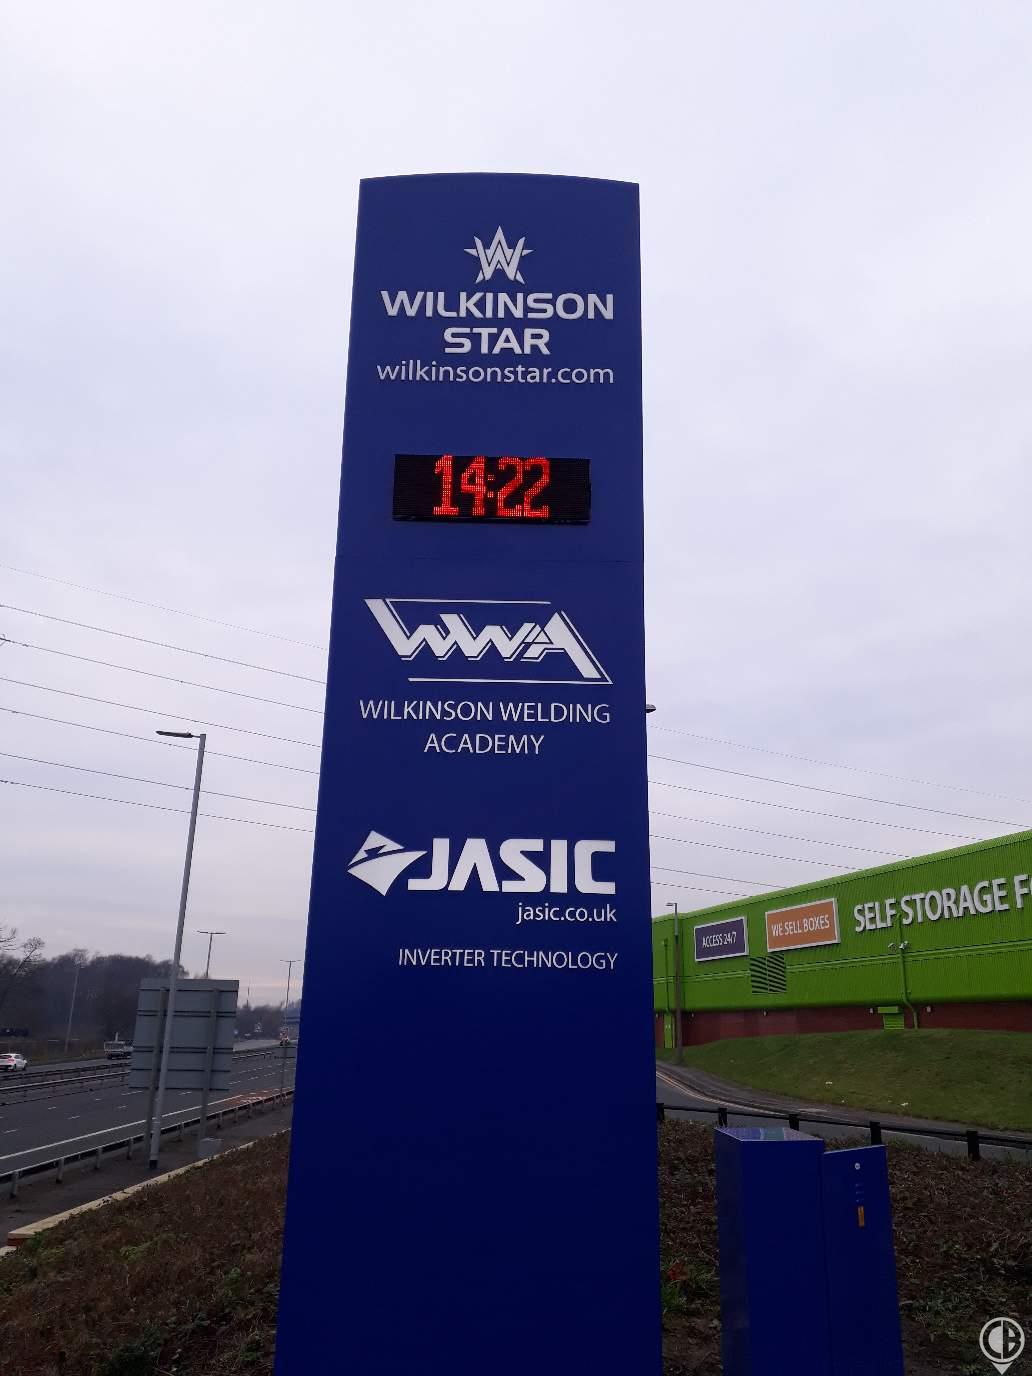 WILKINSON
STAR
wilkinsonstar.com
14:22
WWA
WILKINSON WELDING
ACADEMY
JASIC
jasic.co.uk
INVERTER TECHNOLOGY
ACCESS 24/7
WE SELL BOXES
SELF STORAGE